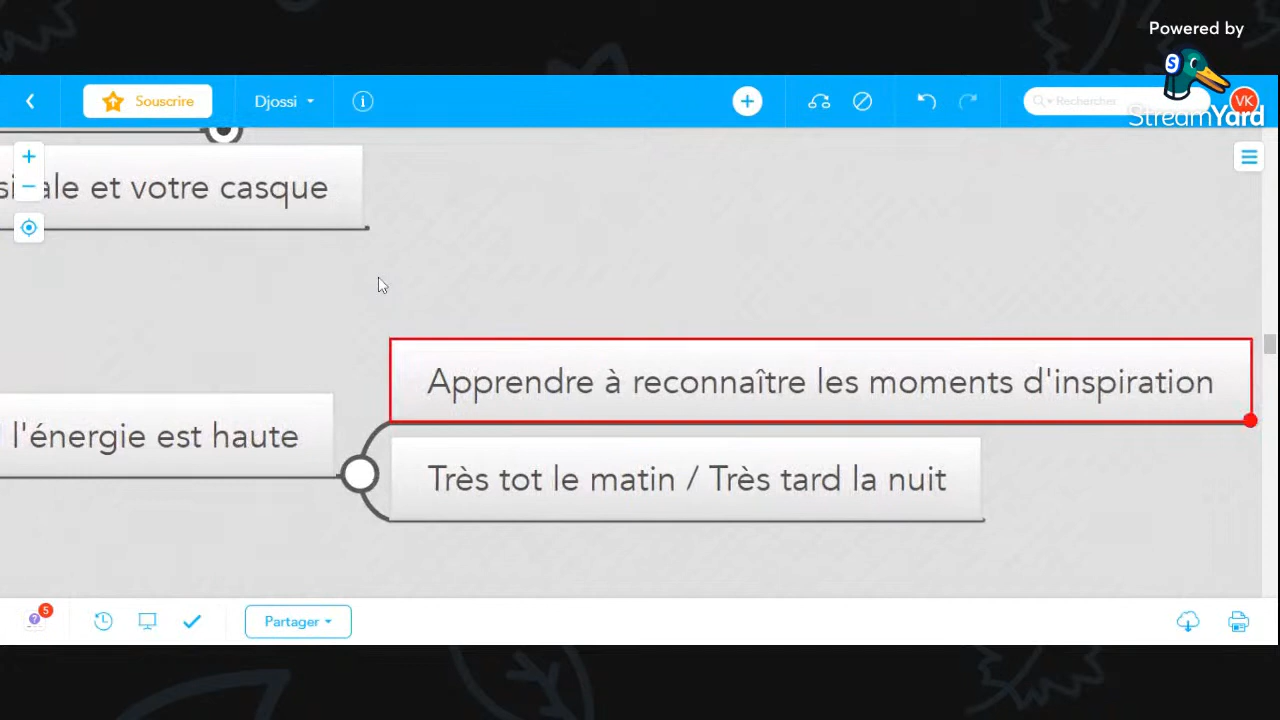 Powered by
StreamYard
Souscrire
Djossi
Rechercher
VK
ale et votre casque
Apprendre à reconnaître les moments d'inspiration
l'énergie est haute
Très tot le matin / Très tard la nuit
5
Partager